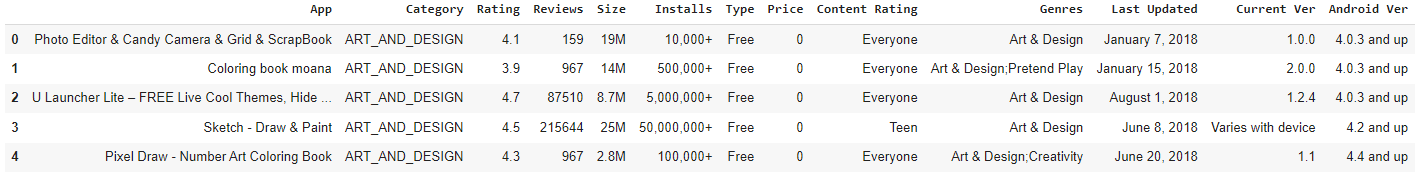 App Category Rating Reviews Size Installs Type Price Content Rating Genres Last Updated Current Ver Android Ver
0 Photo Editor & Candy Camera & Grid & ScrapBook ART_AND_DESIGN 4.1 159 19M 10,000+ Free 0 Everyone Art & Design January 7, 2018 1.0.0 4.0.3 and up
1 Coloring book moana ART_AND_DESIGN 3.9 967 14M 500,000+ Free 0 Everyone Art & Design;Pretend Play January 15, 2018 2.0.0 4.0.3 and up
2 U Launcher Lite – FREE Live Cool Themes, Hide ... ART_AND_DESIGN 4.7 87510 8.7M 5,000,000+ Free 0 Everyone Art & Design August 1, 2018 1.2.4 4.0.3 and up
3 Sketch - Draw & Paint ART_AND_DESIGN 4.5 215644 25M 50,000,000+ Free 0 Teen Art & Design June 8, 2018 Varies with device 4.2 and up
4 Pixel Draw - Number Art Coloring Book ART_AND_DESIGN 4.3 967 2.8M 100,000+ Free 0 Everyone Art & Design;Creativity June 20, 2018 1.1 4.4 and up